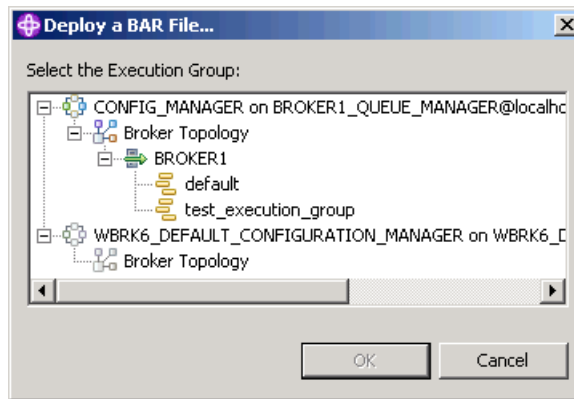 Deploy a BAR File...
Select the Execution Group:
CONFIG_MANAGER on BROKER1_QUEUE_MANAGER@localhc
Broker Topology
BROKER1
default
test_execution_group
WBRK6_DEFAULT_CONFIGURATION_MANAGER on WBRK6_D
Broker Topology
OK
Cancel